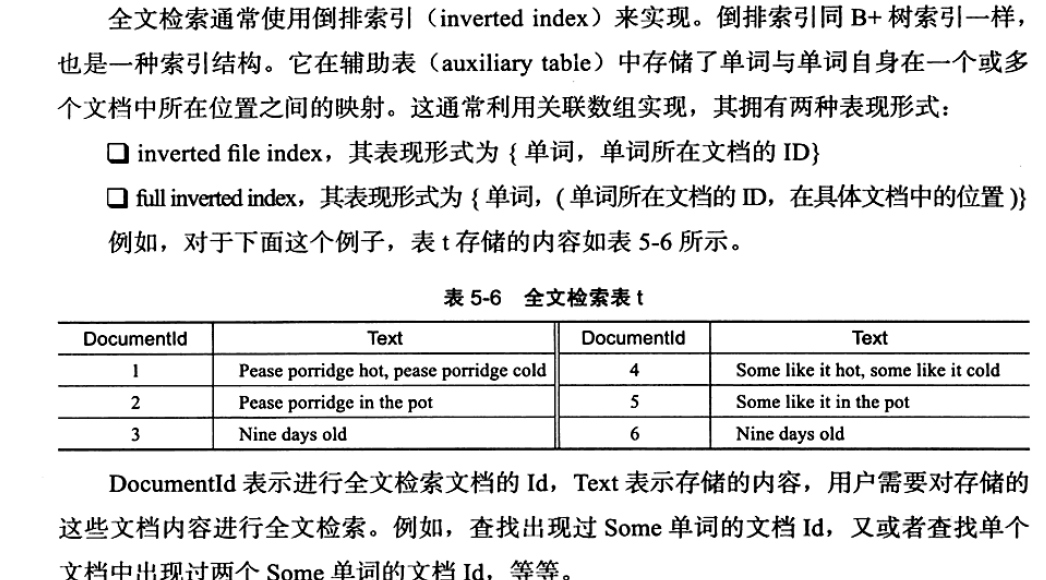 全文检索通常使用倒排索引（inverted index）来实现。倒排索引同 B+ 树索引一样，
也是一种索引结构。它在辅助表（auxiliary table）中存储了单词与单词自身在一个或多
个文档中所在位置之间的映射。这通常利用关联数组实现，其拥有两种表现形式：
❑ inverted file index，其表现形式为 { 单词，单词所在文档的 ID}
❑ full inverted index，其表现形式为 { 单词，( 单词所在文档的 ID，在具体文档中的位置 )}
例如，对于下面这个例子，表 t 存储的内容如表 5-6 所示。
表 5-6 全文检索表 t
DocumentId Text DocumentId Text
1 Pease porridge hot, pease porridge cold 4 Some like it hot, some like it cold
2 Pease porridge in the pot 5 Some like it in the pot
3 Nine days old 6 Nine days old
DocumentId 表示进行全文检索文档的 Id，Text 表示存储的内容，用户需要对存储的
这些文档内容进行全文检索。例如，查找出现过 Some 单词的文档 Id，又或者查找单个
文档中出现过两个 Some 单词的文档 Id，等等。